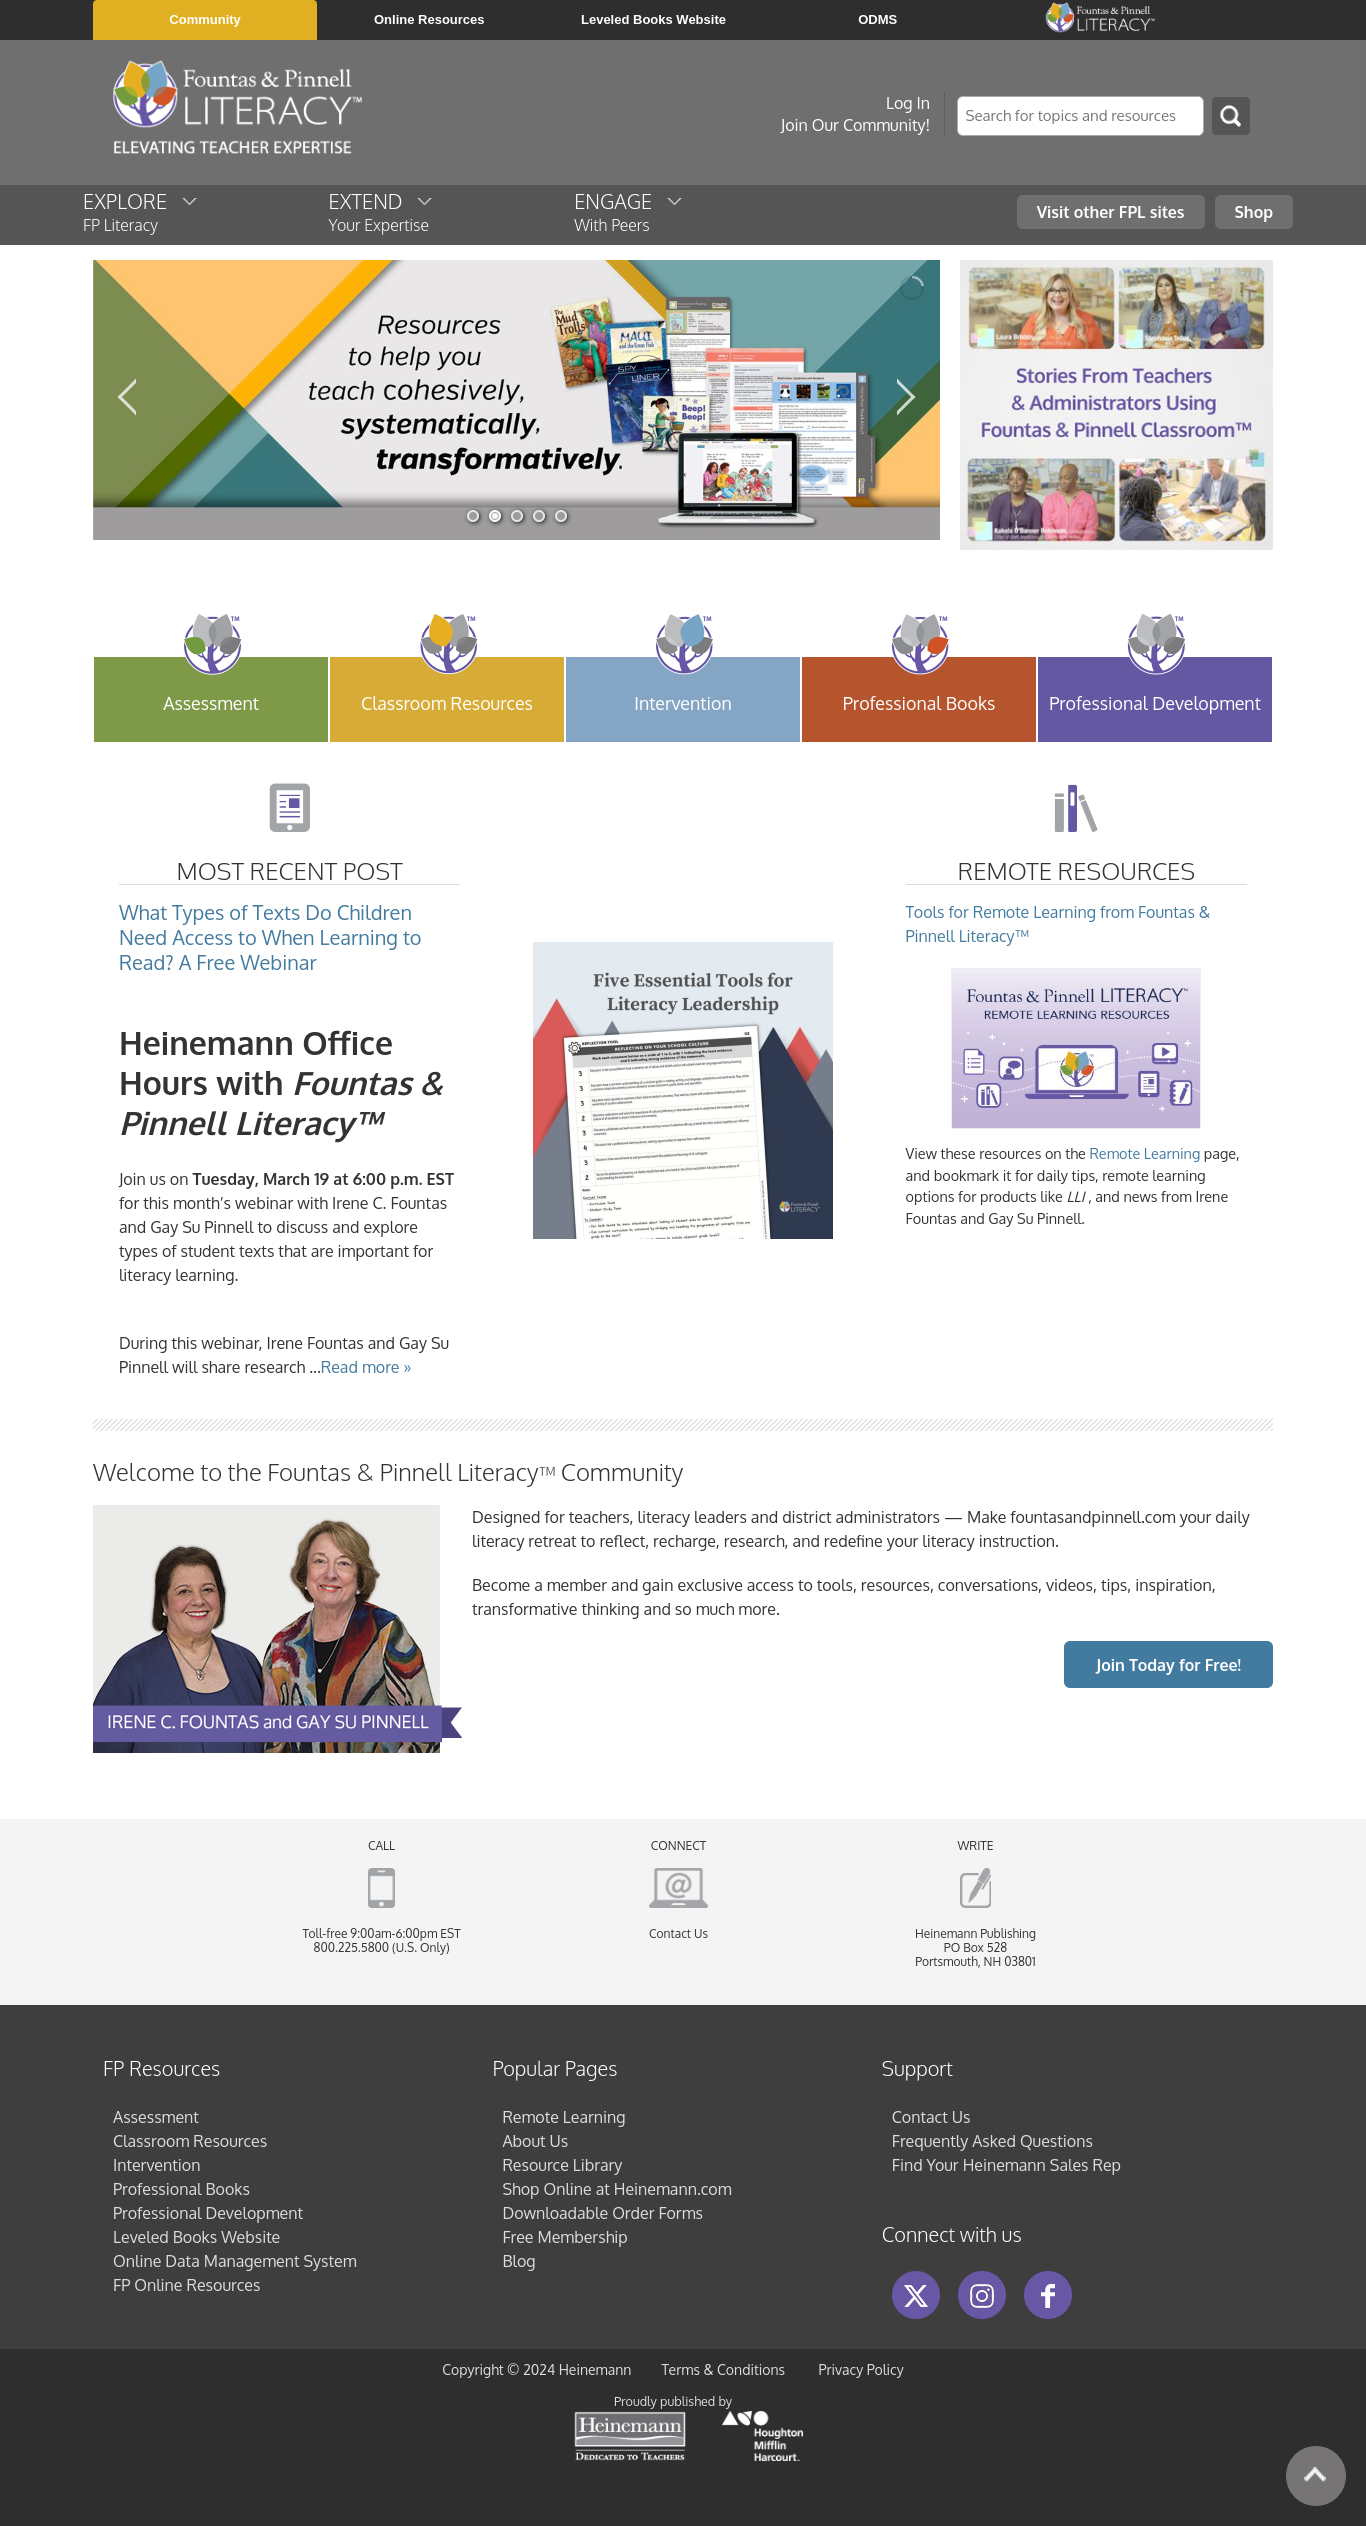 Community
Online Resources
Leveled Books Website
ODMS
Fountas & Pinnell
LITERACY™
Fountas & Pinnell
LITERACY™
ELEVATING TEACHER EXPERTISE
Log In
Join Our Community!
Search for topics and resources
EXPLORE
FP Literacy
EXTEND
Your Expertise
ENGAGE
With Peers
Visit other FPL sites
Shop
Resources
to help you
teach cohesively,
systematically,
transformatively.
The Mud Trolls
MAUI
SPY LINER
Beep! Beep!
Stories From Teachers
& Administrators Using
Fountas & Pinnell Classroom™
Assessment
Classroom Resources
Intervention
Professional Books
Professional Development
MOST RECENT POST
What Types of Texts Do Children
Need Access to When Learning to
Read? A Free Webinar
Heinemann Office
Hours with Fountas &
Pinnell Literacy™
Join us on Tuesday, March 19 at 6:00 p.m. EST
for this month’s webinar with Irene C. Fountas
and Gay Su Pinnell to discuss and explore
types of student texts that are important for
literacy learning.
During this webinar, Irene Fountas and Gay Su
Pinnell will share research ...Read more »
Five Essential Tools for
Literacy Leadership
REFLECTION TOOL
REFLECTING ON YOUR SCHOOL CULTURE
Fountas & Pinnell
LITERACY
REMOTE RESOURCES
Tools for Remote Learning from Fountas &
Pinnell Literacy™
Fountas & Pinnell LITERACY™
REMOTE LEARNING RESOURCES
View these resources on the Remote Learning page,
and bookmark it for daily tips, remote learning
options for products like LLI , and news from Irene
Fountas and Gay Su Pinnell.
Welcome to the Fountas & Pinnell Literacy™ Community
IRENE C. FOUNTAS and GAY SU PINNELL
Designed for teachers, literacy leaders and district administrators — Make fountasandpinnell.com your daily
literacy retreat to reflect, recharge, research, and redefine your literacy instruction.
Become a member and gain exclusive access to tools, resources, conversations, videos, tips, inspiration,
transformative thinking and so much more.
Join Today for Free!
CALL
Toll-free 9:00am-6:00pm EST
800.225.5800 (U.S. Only)
CONNECT
Contact Us
WRITE
Heinemann Publishing
PO Box 528
Portsmouth, NH 03801
FP Resources
Assessment
Classroom Resources
Intervention
Professional Books
Professional Development
Leveled Books Website
Online Data Management System
FP Online Resources
Popular Pages
Remote Learning
About Us
Resource Library
Shop Online at Heinemann.com
Downloadable Order Forms
Free Membership
Blog
Support
Contact Us
Frequently Asked Questions
Find Your Heinemann Sales Rep
Connect with us
Copyright © 2024 Heinemann
Terms & Conditions
Privacy Policy
Proudly published by
Heinemann
DEDICATED TO TEACHERS
Houghton
Mifflin
Harcourt.